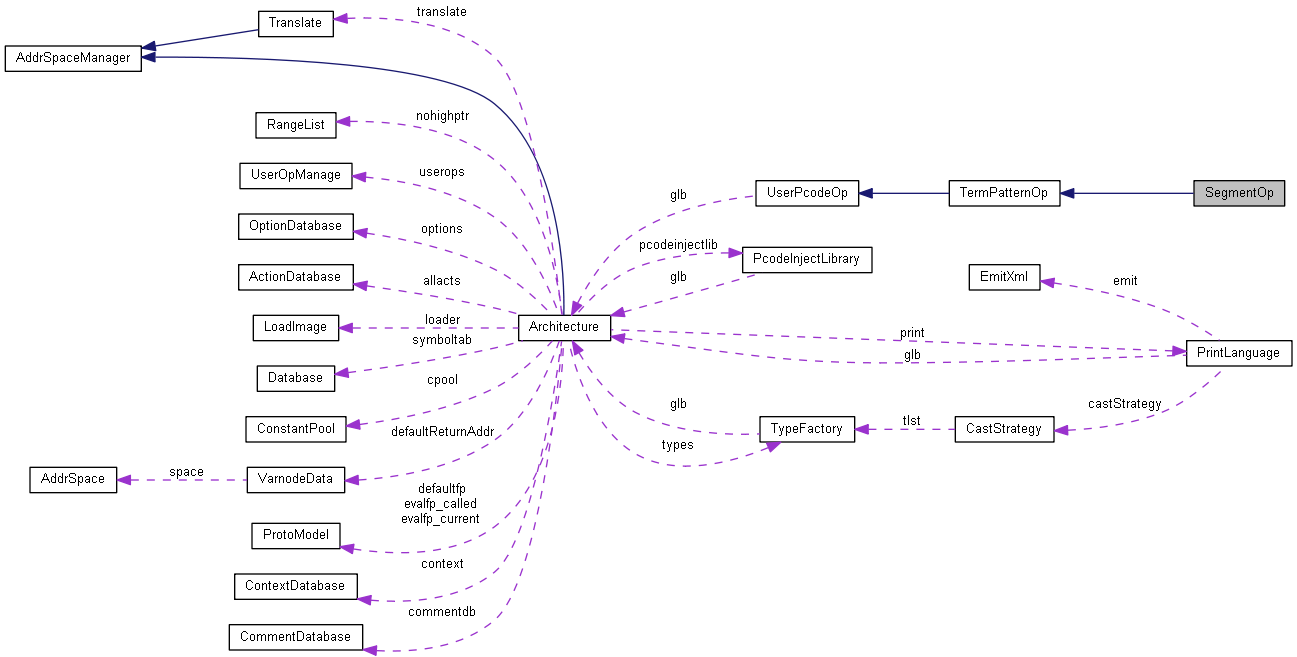 translate
Translate
AddrSpaceManager
nohighptr
RangeList
userops
UserOpManage
UserPcodeOp
TermPatternOp
SegmentOp
glb
options
OptionDatabase
pcodeinjectlib
PcodeInjectLibrary
glb
allacts
ActionDatabase
EmitXml
emit
loader
LoadImage
Architecture
print
symboltab
glb
PrintLanguage
Database
cpool
glb
castStrategy
ConstantPool
defaultReturnAddr
types
TypeFactory
tlst
CastStrategy
AddrSpace
space
VarnodeData
defaultfp
evalfp_called
evalfp_current
ProtoModel
context
ContextDatabase
commentdb
CommentDatabase